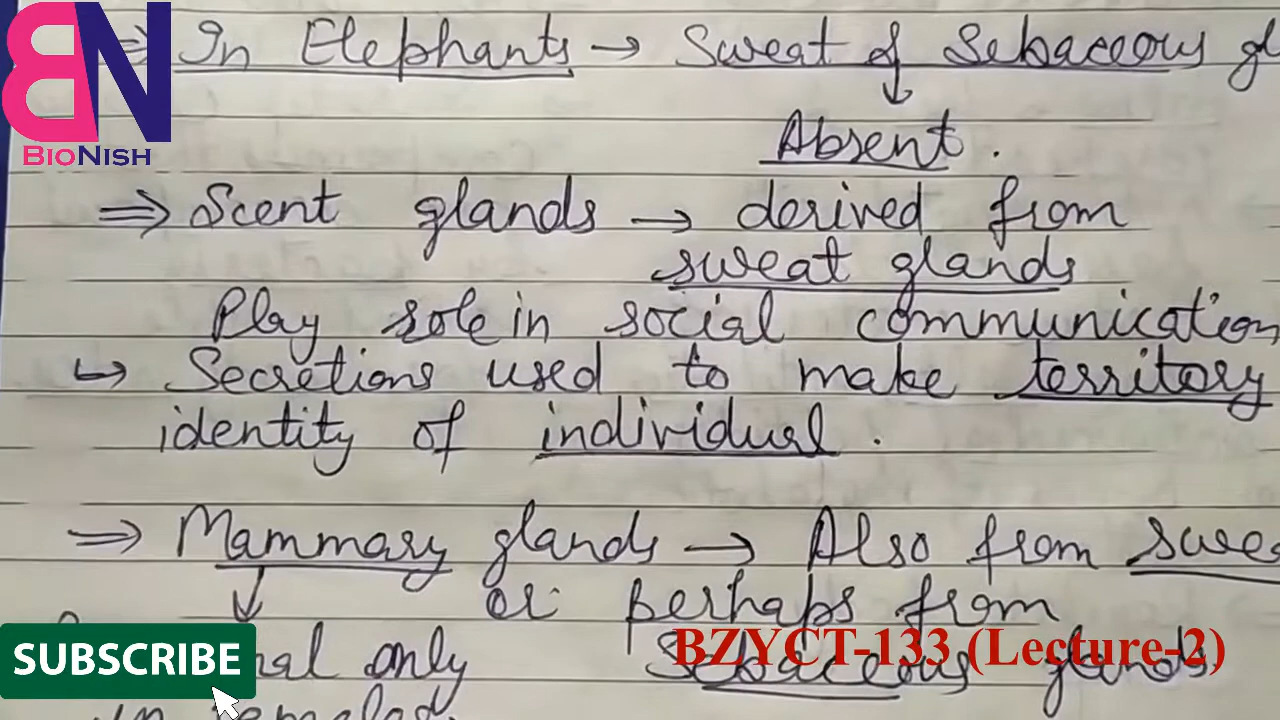 ⇒ In Elephants → Sweat & Sebaceous gl
↓
Absent.
⇒ Scent glands → derived from
sweat glands
Play role in social communication
↳ Secretions used to make territory
identity of individual.
⇒ Mammary glands → Also from swea
↓ or perhaps from
nal only Sebaceous glands.
in females.
BN
BIONISH
SUBSCRIBE
BZYCT-133 (Lecture-2)